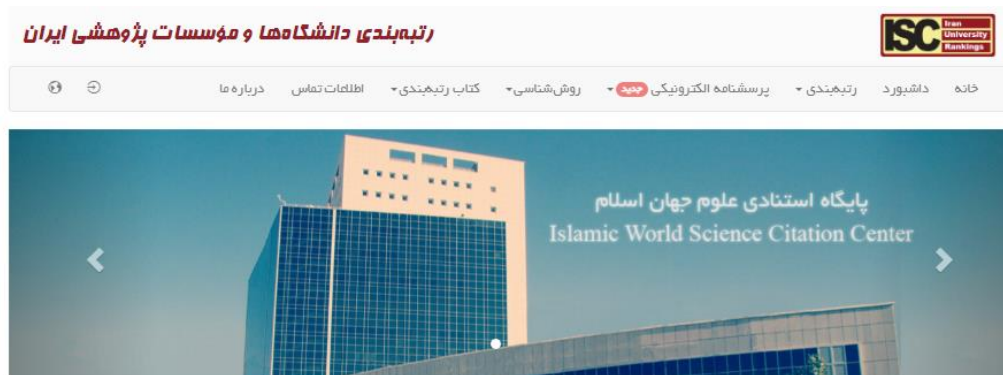 رتبه‌بندی دانشگاه‌ها و مؤسسات پژوهشی ایران
ISC Iran
University
Rankings
خانه داشبورد رتبه‌بندی پرسشنامه الکترونیکی جدید روش‌شناسی کتاب رتبه‌بندی اطلاعات تماس درباره ما
پایگاه استنادی علوم جهان اسلام
Islamic World Science Citation Center